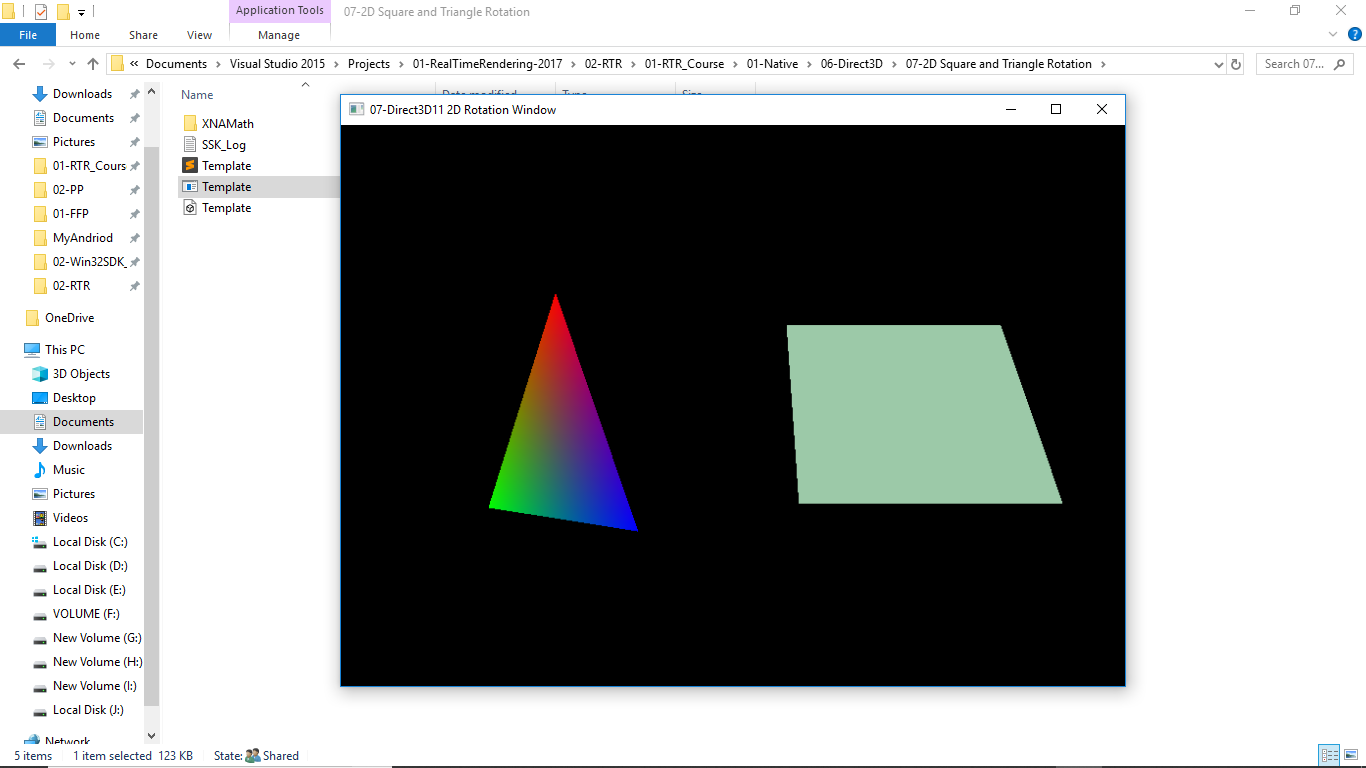 Application Tools
07-2D Square and Triangle Rotation
File Home Share View Manage
« Documents > Visual Studio 2015 > Projects > 01-RealTimeRendering-2017 > 02-RTR > 01-RTR_Course > 01-Native > 06-Direct3D > 07-2D Square and Triangle Rotation >
Search 07...
Downloads
Documents
Pictures
01-RTR_Cours
02-PP
01-FFP
MyAndriod
02-Win32SDK_
02-RTR
OneDrive
This PC
3D Objects
Desktop
Documents
Downloads
Music
Pictures
Videos
Local Disk (C:)
Local Disk (D:)
Local Disk (E:)
VOLUME (F:)
New Volume (G:)
New Volume (H:)
New Volume (I:)
Local Disk (J:)
Network
Name Date modified Type Size
XNAMath
SSK_Log
Template
Template
Template
07-Direct3D11 2D Rotation Window
5 items 1 item selected 123 KB State: Shared